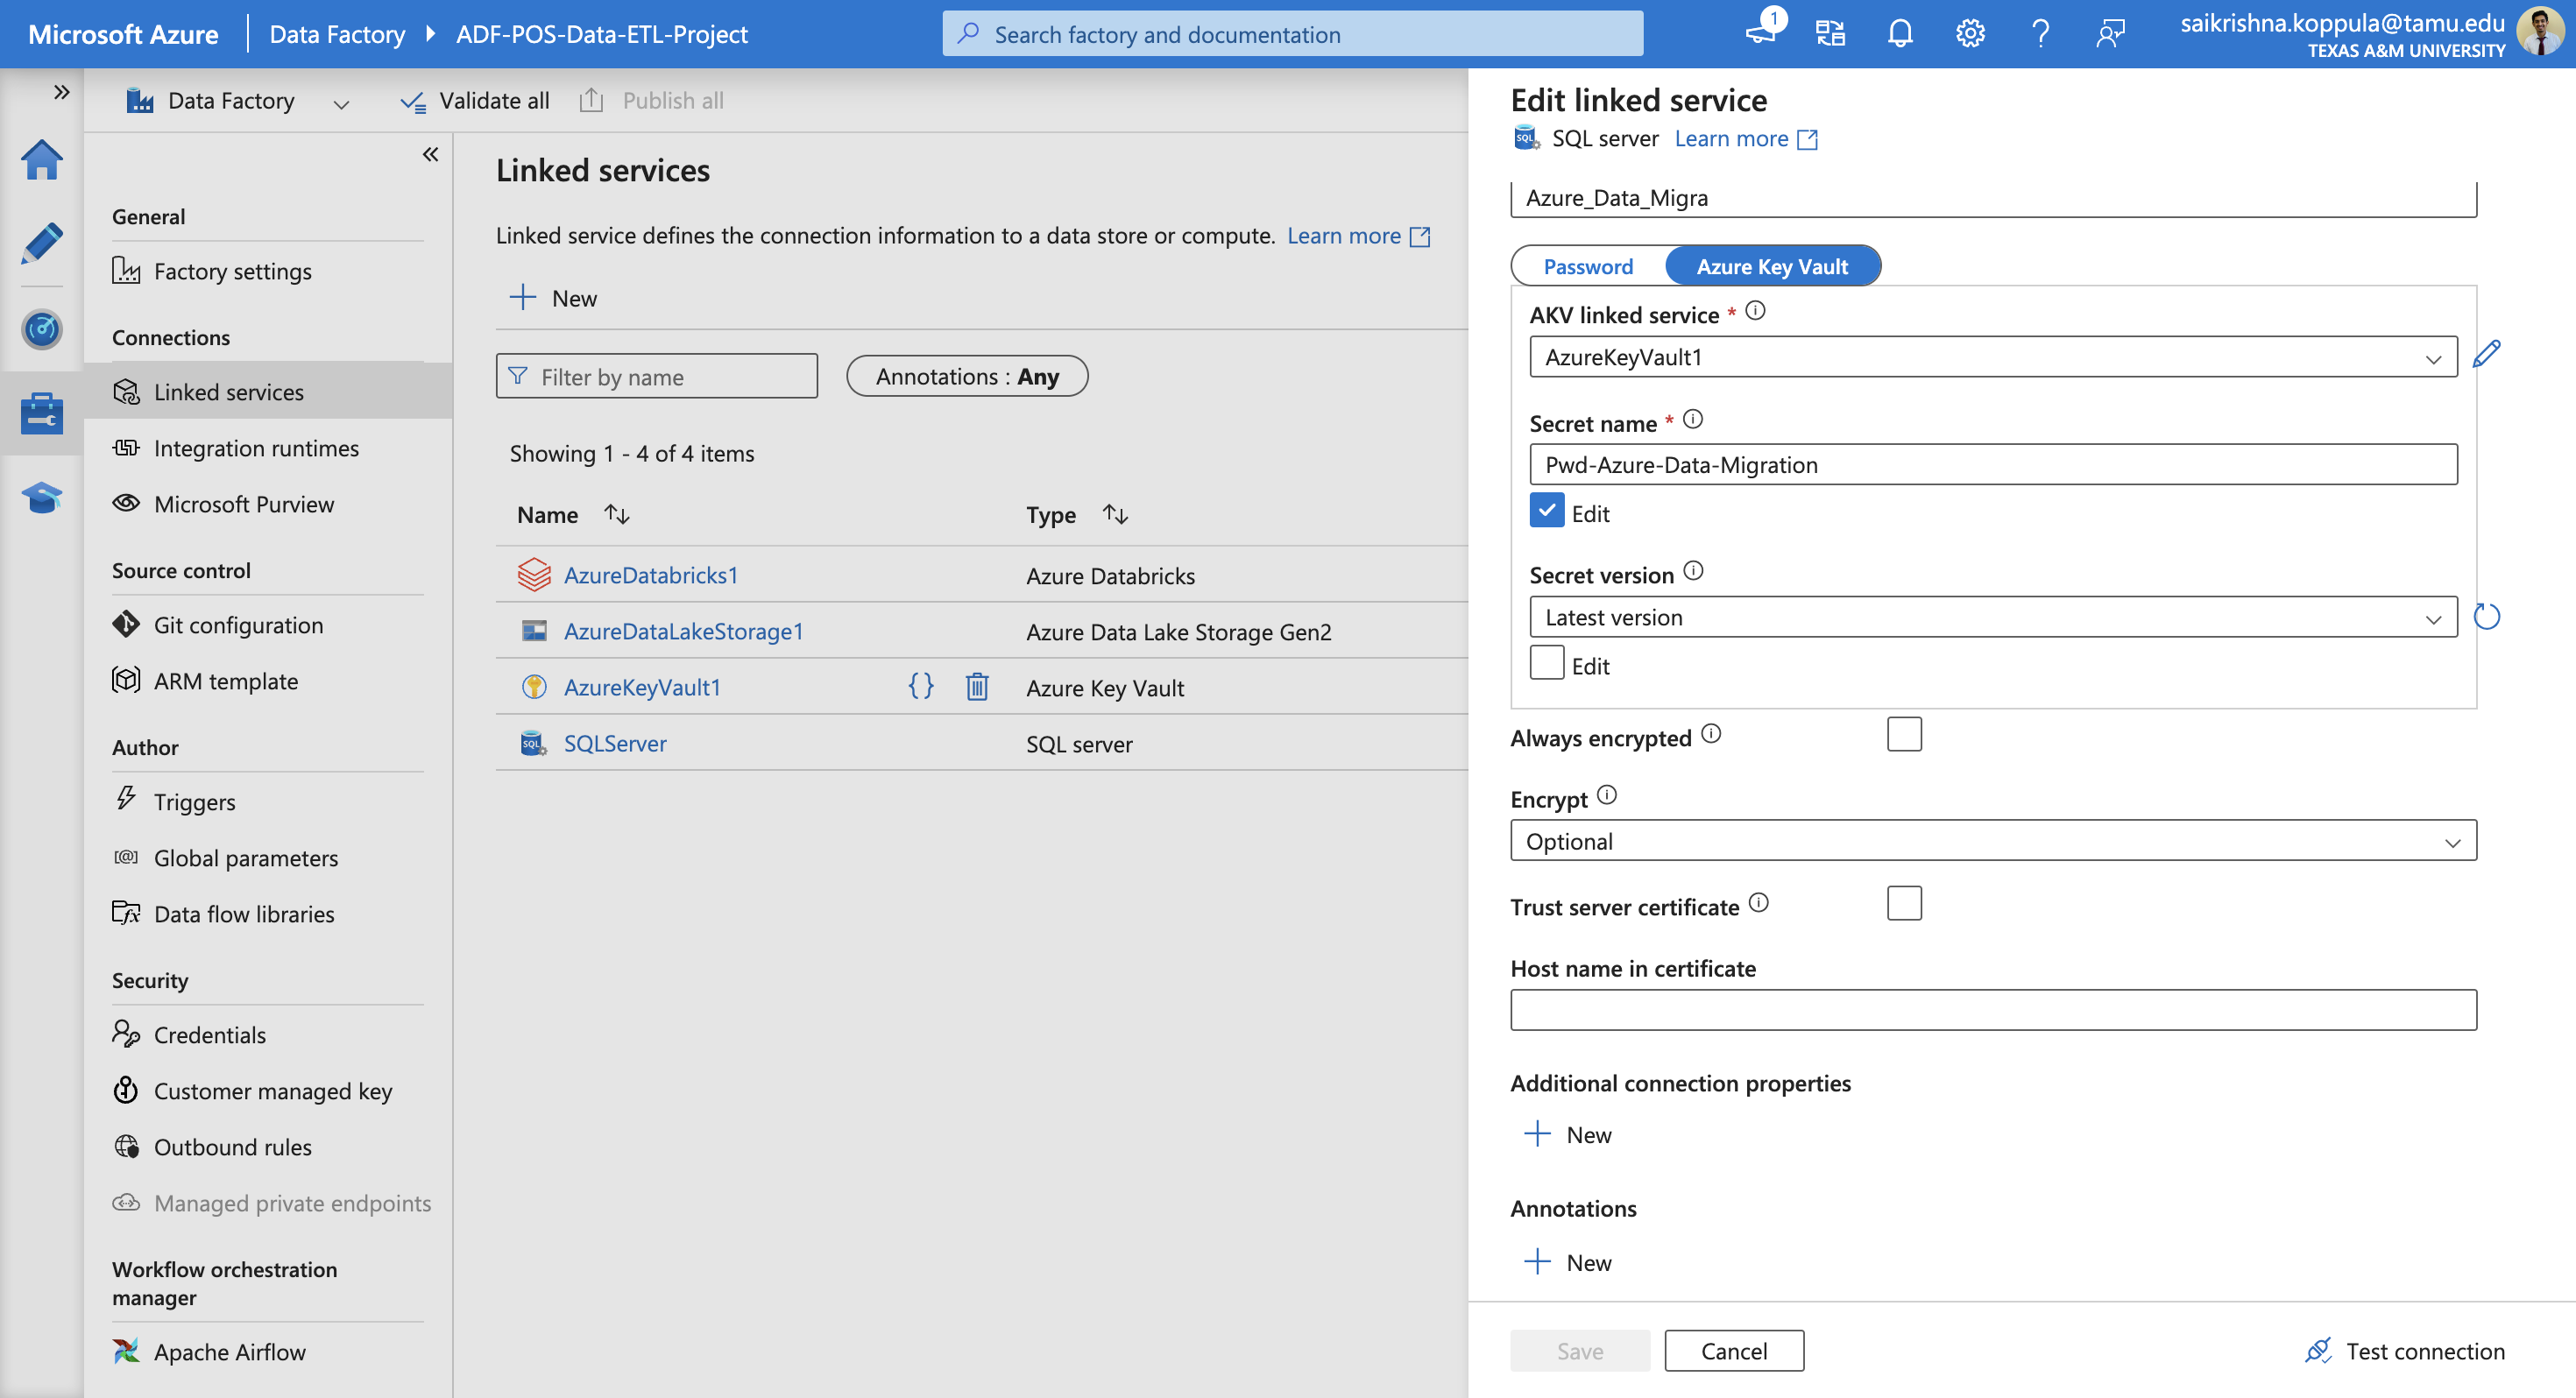 Microsoft Azure
Data Factory
ADF-POS-Data-ETL-Project
Search factory and documentation
1
saikrishna.koppula@tamu.edu
TEXAS A&M UNIVERSITY
Data Factory
Validate all
Publish all
General
Factory settings
Connections
Linked services
Integration runtimes
Microsoft Purview
Source control
Git configuration
ARM template
Author
Triggers
Global parameters
Data flow libraries
Security
Credentials
Customer managed key
Outbound rules
Managed private endpoints
Workflow orchestration
manager
Apache Airflow
Linked services
Linked service defines the connection information to a data store or compute. Learn more
New
Filter by name
Annotations : Any
Showing 1 - 4 of 4 items
Name Type
AzureDatabricks1 Azure Databricks
AzureDataLakeStorage1 Azure Data Lake Storage Gen2
AzureKeyVault1 Azure Key Vault
SQLServer SQL server
Edit linked service
SQL server Learn more
Azure_Data_Migra
Password Azure Key Vault
AKV linked service *
AzureKeyVault1
Secret name *
Pwd-Azure-Data-Migration
Edit
Secret version
Latest version
Edit
Always encrypted
Encrypt
Optional
Trust server certificate
Host name in certificate
Additional connection properties
New
Annotations
New
Save
Cancel
Test connection